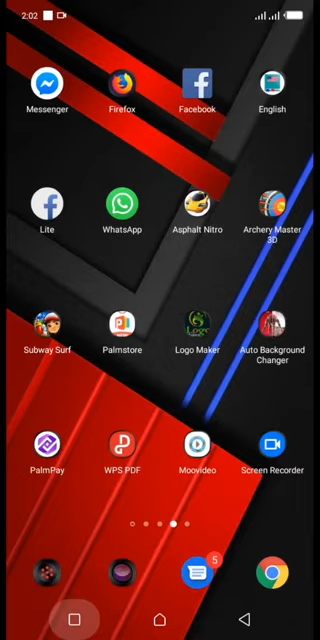 2:02
Messenger
Firefox
Facebook
English
Lite
WhatsApp
Asphalt Nitro
Archery Master
3D
Subway Surf
Palmstore
Logo Maker
Auto Background
Changer
PalmPay
WPS PDF
Moovideo
Screen Recorder
5